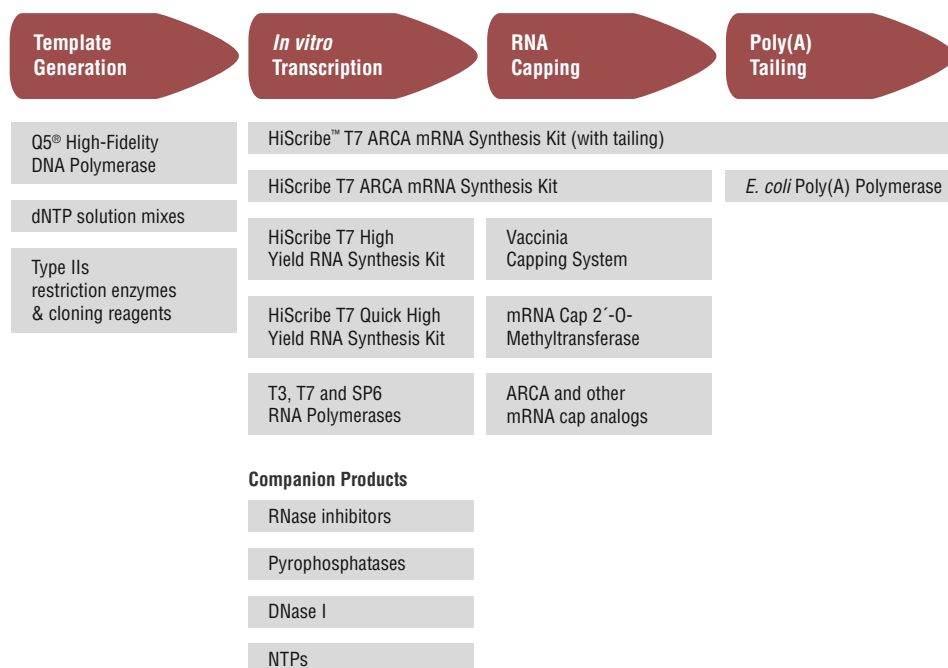 Template
Generation
In vitro
Transcription
RNA
Capping
Poly(A)
Tailing
Q5® High-Fidelity
DNA Polymerase
dNTP solution mixes
Type IIs
restriction enzymes
& cloning reagents
HiScribe™ T7 ARCA mRNA Synthesis Kit (with tailing)
HiScribe T7 ARCA mRNA Synthesis Kit
E. coli Poly(A) Polymerase
HiScribe T7 High
Yield RNA Synthesis Kit
Vaccinia
Capping System
HiScribe T7 Quick High
Yield RNA Synthesis Kit
mRNA Cap 2´-O-
Methyltransferase
T3, T7 and SP6
RNA Polymerases
ARCA and other
mRNA cap analogs
Companion Products
RNase inhibitors
Pyrophosphatases
DNase I
NTPs